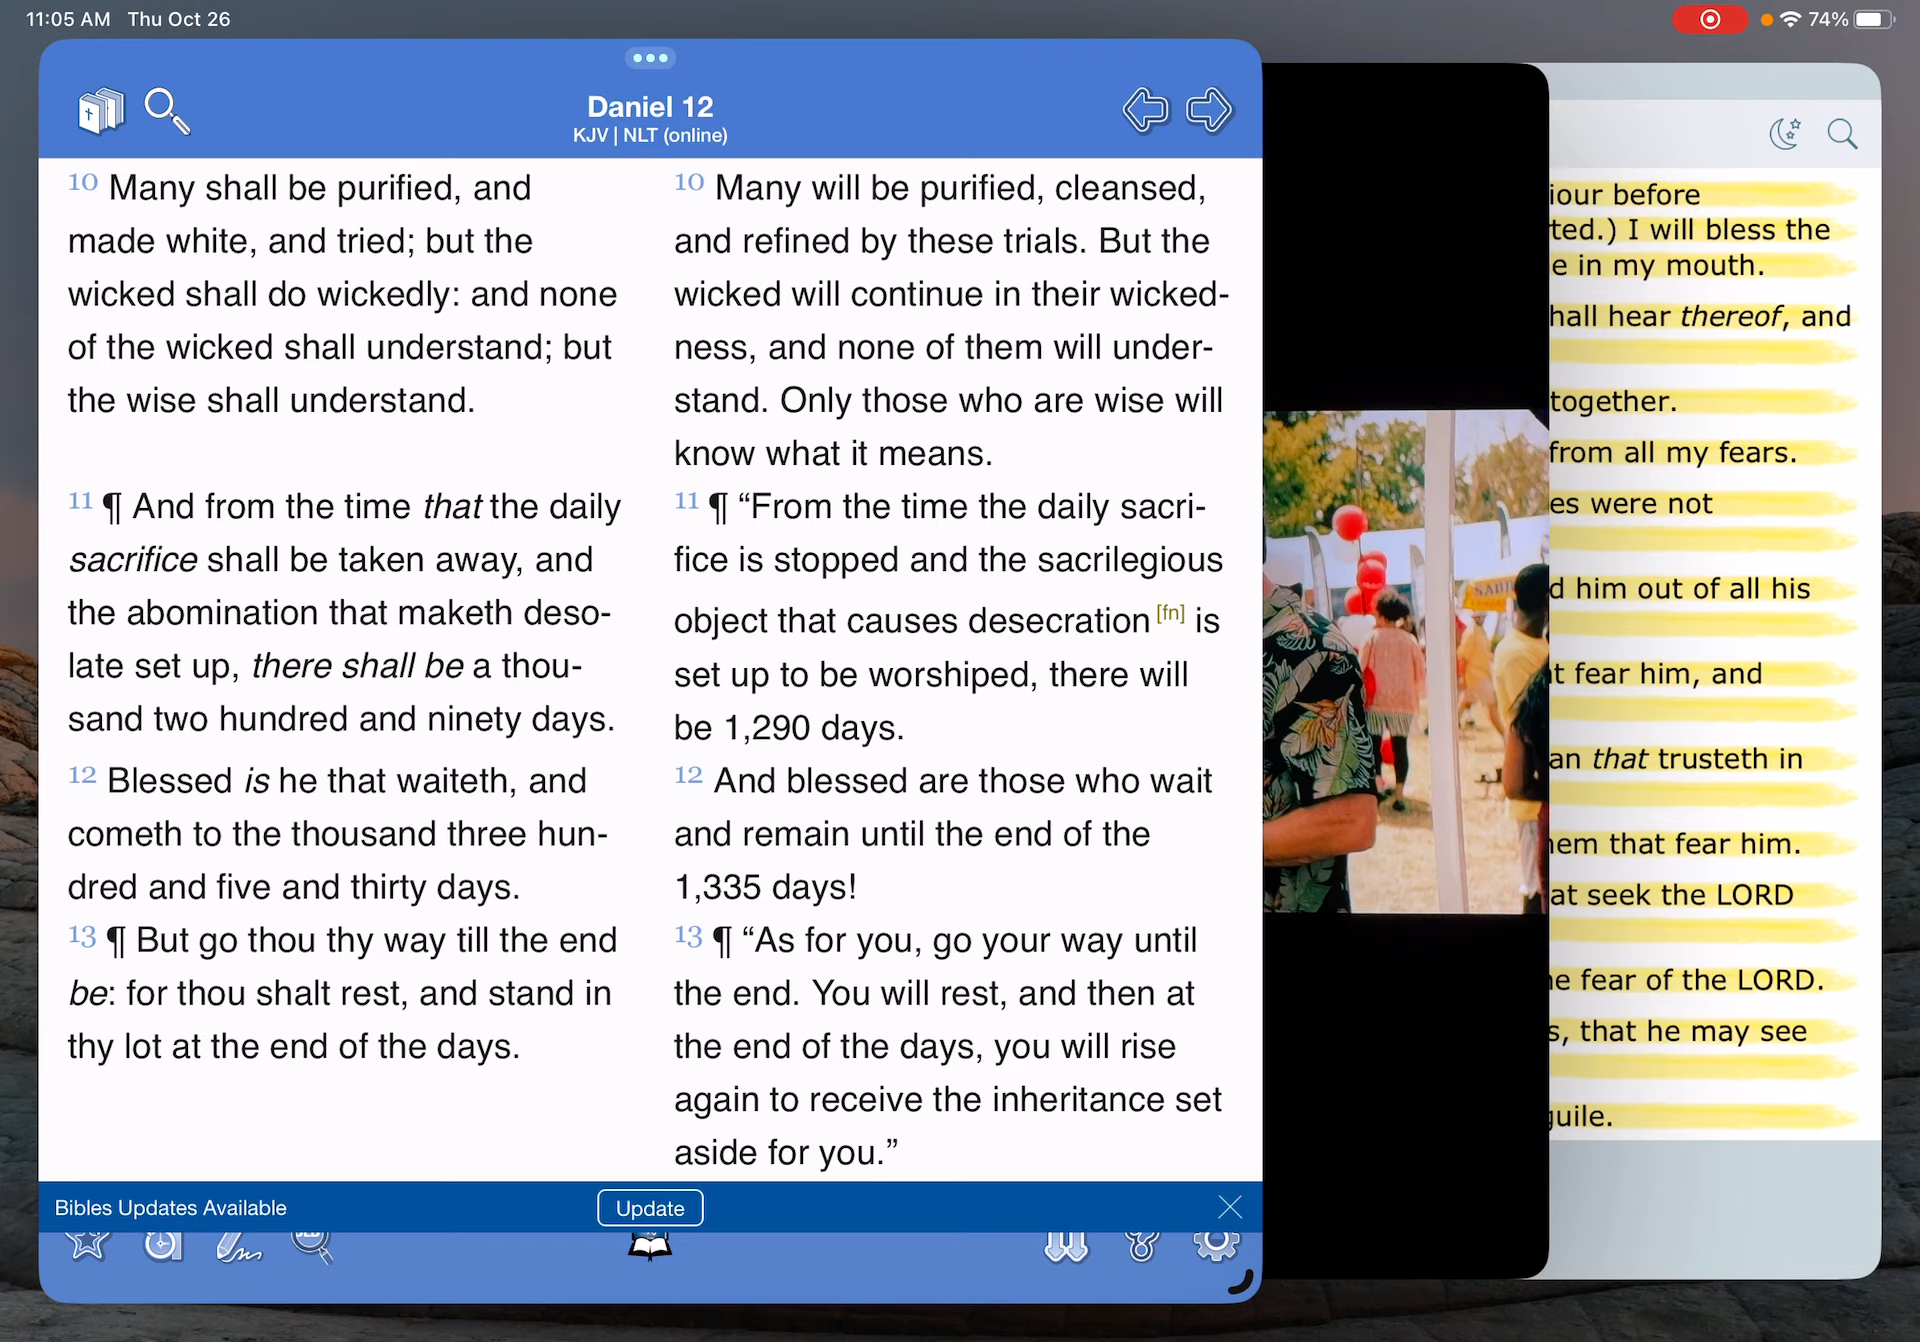 11:05 AM Thu Oct 26
74%
Daniel 12
KJV | NLT (online)
10 Many shall be purified, and
made white, and tried; but the
wicked shall do wickedly: and none
of the wicked shall understand; but
the wise shall understand.
11 ¶ And from the time that the daily
sacrifice shall be taken away, and
the abomination that maketh deso-
late set up, there shall be a thou-
sand two hundred and ninety days.
12 Blessed is he that waiteth, and
cometh to the thousand three hun-
dred and five and thirty days.
13 ¶ But go thou thy way till the end
be: for thou shalt rest, and stand in
thy lot at the end of the days.
10 Many will be purified, cleansed,
and refined by these trials. But the
wicked will continue in their wicked-
ness, and none of them will under-
stand. Only those who are wise will
know what it means.
11 ¶ “From the time the daily sacri-
fice is stopped and the sacrilegious
object that causes desecration [fn] is
set up to be worshiped, there will
be 1,290 days.
12 And blessed are those who wait
and remain until the end of the
1,335 days!
13 ¶ “As for you, go your way until
the end. You will rest, and then at
the end of the days, you will rise
again to receive the inheritance set
aside for you.”
Bibles Updates Available
Update
iour before
ted.) I will bless the
e in my mouth.
hall hear thereof, and
together.
from all my fears.
es were not
d him out of all his
t fear him, and
an that trusteth in
em that fear him.
at seek the LORD
e fear of the LORD.
s, that he may see
guile.